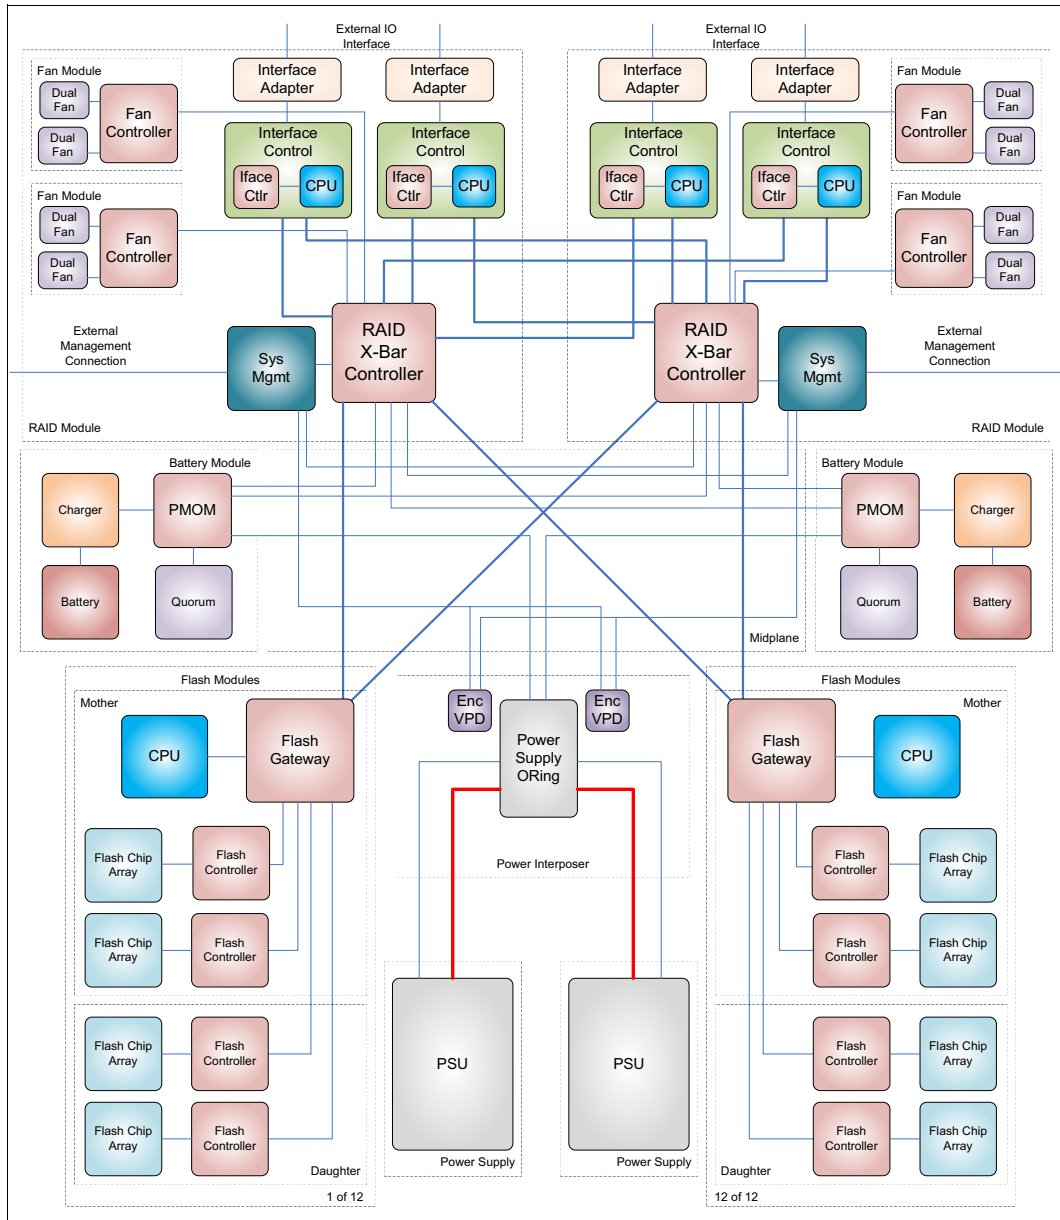 External IO
Interface
External IO
Interface
Fan Module
Dual
Fan
Dual
Fan
Fan
Controller
Interface
Adapter
Interface
Adapter
Interface
Control
Iface
Ctlr
CPU
Interface
Control
Iface
Ctlr
CPU
Interface
Adapter
Interface
Adapter
Interface
Control
Iface
Ctlr
CPU
Interface
Control
Iface
Ctlr
CPU
Fan Module
Fan
Controller
Dual
Fan
Dual
Fan
Fan Module
Dual
Fan
Dual
Fan
Fan
Controller
Fan Module
Fan
Controller
Dual
Fan
Dual
Fan
External
Management
Connection
Sys
Mgmt
RAID
X-Bar
Controller
RAID
X-Bar
Controller
Sys
Mgmt
External
Management
Connection
RAID Module
RAID Module
Battery Module
Charger
PMOM
Battery
Quorum
Battery Module
PMOM
Charger
Quorum
Battery
Midplane
Flash Modules
Mother
CPU
Flash
Gateway
Flash Chip
Array
Flash
Controller
Flash Chip
Array
Flash
Controller
Flash Chip
Array
Flash
Controller
Flash Chip
Array
Flash
Controller
Daughter
1 of 12
Enc
VPD
Power
Supply
ORing
Enc
VPD
Power Interposer
PSU
Power Supply
PSU
Power Supply
Flash Modules
Mother
Flash
Gateway
CPU
Flash
Controller
Flash Chip
Array
Flash
Controller
Flash Chip
Array
Flash
Controller
Flash Chip
Array
Flash
Controller
Flash Chip
Array
Daughter
12 of 12